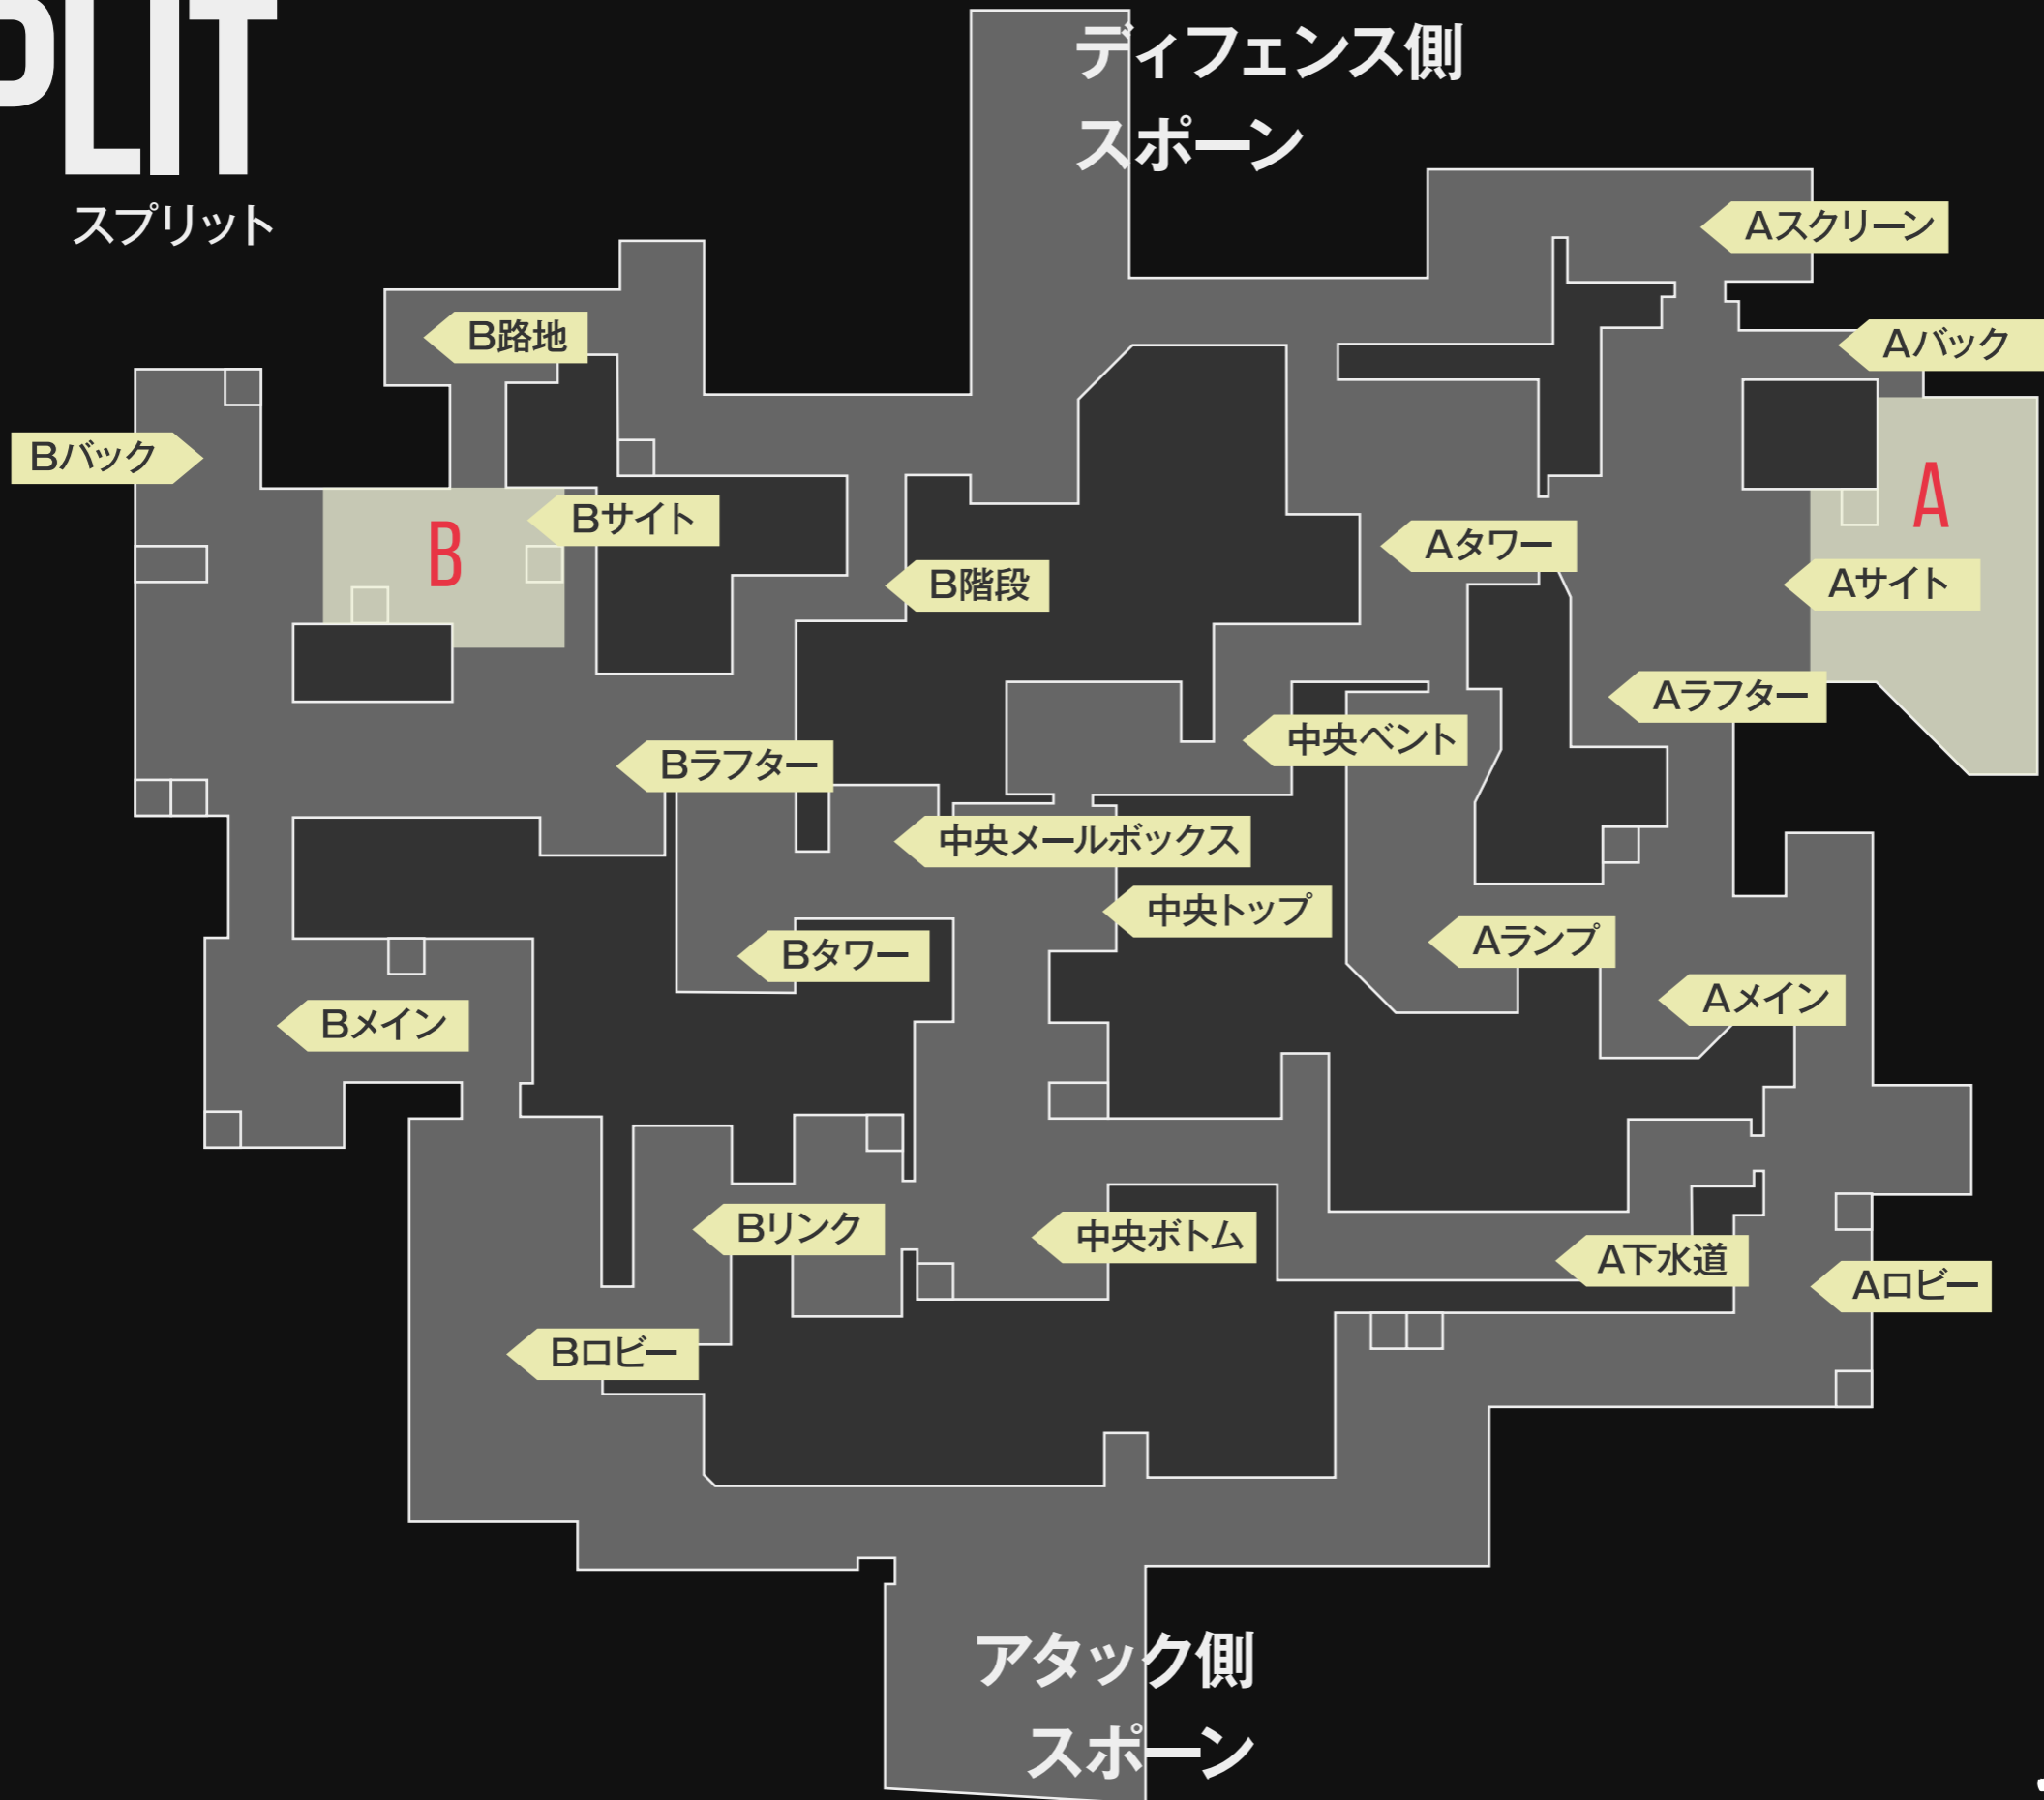 PLIT
スプリット
ディフェンス側
スポーン
Aスクリーン
B路地
Aバック
Bバック
B
A
Bサイト
Aタワー
B階段
Aサイト
Aラフター
中央ベント
Bラフター
中央メールボックス
中央トップ
Aランプ
Bタワー
Aメイン
Bメイン
Bリンク
中央ボトム
A下水道
Aロビー
Bロビー
アタック側
スポーン